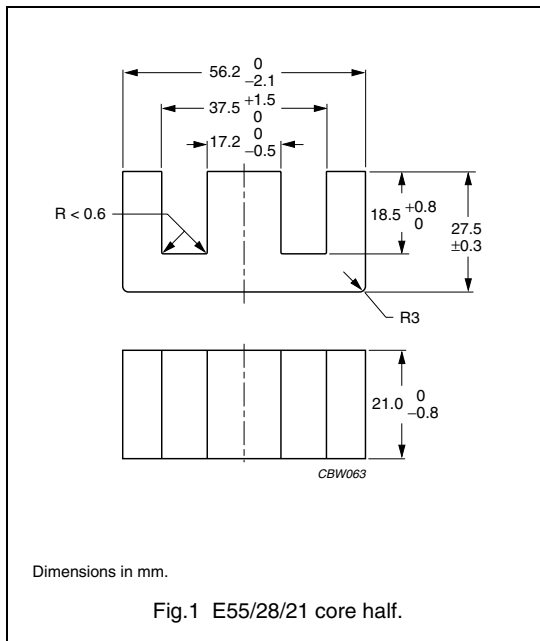 56.2 0 −2.1
37.5 +1.5 0
17.2 0 −0.5
R < 0.6
18.5 +0.8 0
27.5 ±0.3
R3
21.0 0 −0.8
CBW063
Dimensions in mm.
Fig.1 E55/28/21 core half.